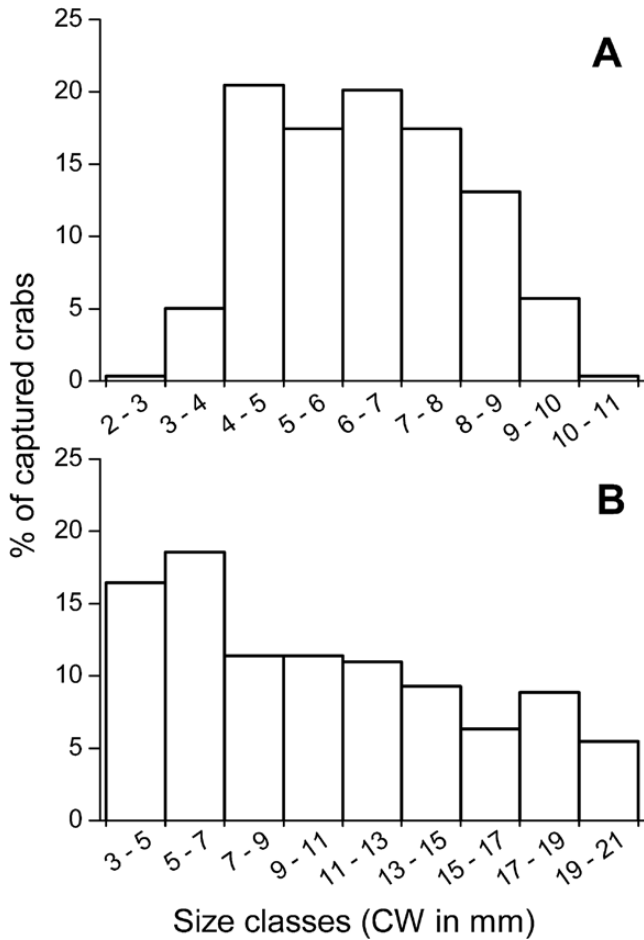 25
A
20
15
10
5
0
2 - 3
3 - 4
4 - 5
5 - 6
6 - 7
7 - 8
8 - 9
9 - 10
10 - 11
% of captured crabs
25
B
20
15
10
5
0
3 - 5
5 - 7
7 - 9
9 - 11
11 - 13
13 - 15
15 - 17
17 - 19
19 - 21
Size classes (CW in mm)